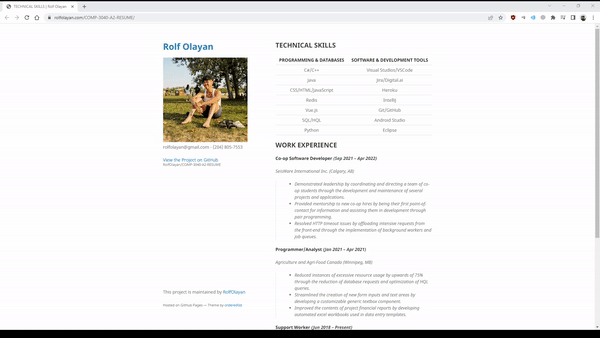 TECHNICAL SKILLS | Rolf Olayan
rolfolayan.com/COMP-3040-A2-RESUME/
Rolf Olayan
rolfolayan@gmail.com - (204) 805-7553
View the Project on GitHub
RolfOlayan/COMP-3040-A2-RESUME
This project is maintained by RolfOlayan
Hosted on GitHub Pages — Theme by orderedlist
TECHNICAL SKILLS
PROGRAMMING & DATABASES SOFTWARE & DEVELOPMENT TOOLS
C#/C++ Visual Studios/VSCode
Java Jira/Digital.ai
CSS/HTML/JavaScript Heroku
Redis IntelliJ
Vue.js Git/GitHub
SQL/HQL Android Studio
Python Eclipse
WORK EXPERIENCE
Co-op Software Developer (Sep 2021 – Apr 2022)
International Inc. (Calgary, AB)
• Demonstrated leadership by coordinating and directing a team of co-
op students through the development and maintenance of several
projects and applications.
• Provided mentorship to new co-op hires by being their first point of
contact for information and assisting them in development through
pair programming.
• Resolved HTTP timeout issues by offloading intensive requests
from the front-end through the implementation of background workers and
job queues.
Programmer/Analyst (Jan 2021 – Apr 2021)
Agriculture and Agri-Food Canada (Winnipeg, MB)
• Reduced instances of excessive resource usage by upwards of 75%
through the reduction of database requests and optimization of HQL
queries.
• Streamlined the creation of new form inputs and text areas by
developing a customizable generic textbox component.
• Improved the contents of project financial reports by developing
automated excel workbooks used in data entry templates.
Support Worker (Jun 2018 – Present)